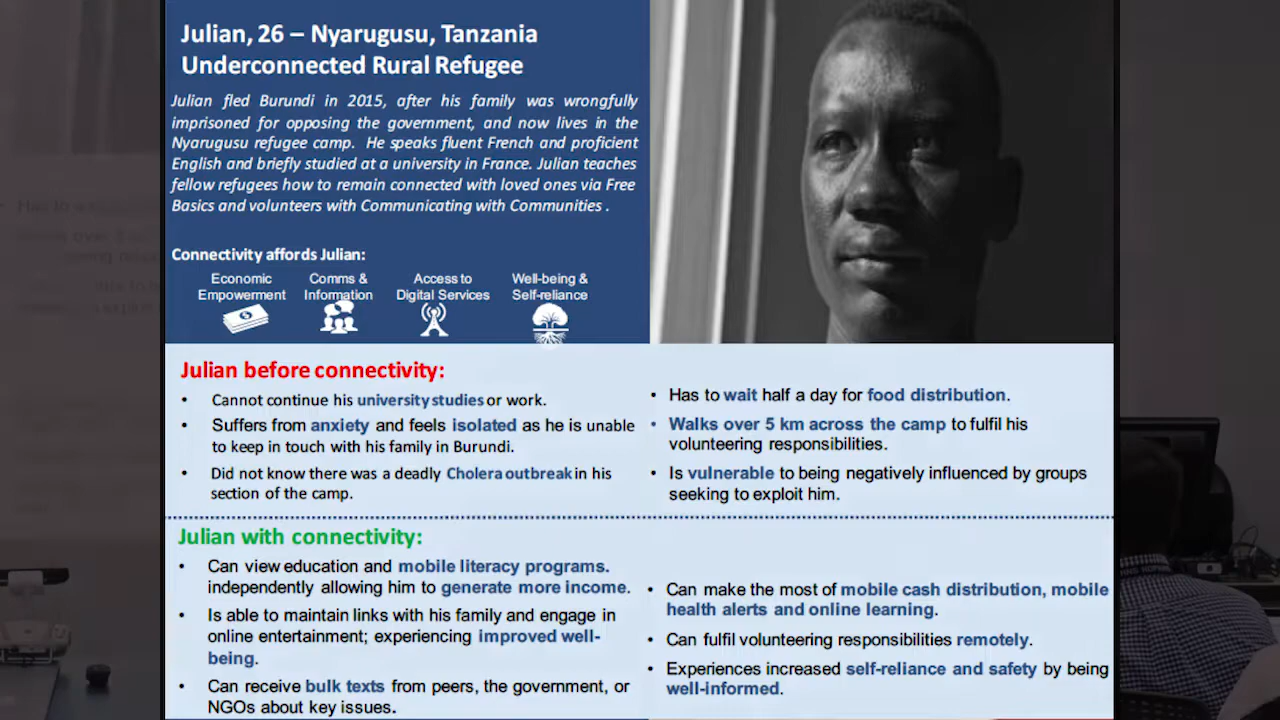 Julian, 26 – Nyarugusu, Tanzania
Underconnected Rural Refugee
Julian fled Burundi in 2015, after his family was wrongfully
imprisoned for opposing the government, and now lives in the
Nyarugusu refugee camp. He speaks fluent French and proficient
English and briefly studied at a university in France. Julian teaches
fellow refugees how to remain connected with loved ones via Free
Basics and volunteers with Communicating with Communities .
Connectivity affords Julian:
Economic
Empowerment
Comms &
Information
Access to
Digital Services
Well-being &
Self-reliance
Julian before connectivity:
• Cannot continue his university studies or work.
• Suffers from anxiety and feels isolated as he is unable
to keep in touch with his family in Burundi.
• Did not know there was a deadly Cholera outbreak in his
section of the camp.
• Has to wait half a day for food distribution.
• Walks over 5 km across the camp to fulfil his
volunteering responsibilities.
• Is vulnerable to being negatively influenced by groups
seeking to exploit him.
Julian with connectivity:
• Can view education and mobile literacy programs.
independently allowing him to generate more income.
• Is able to maintain links with his family and engage in
online entertainment; experiencing improved well-
being.
• Can receive bulk texts from peers, the government, or
NGOs about key issues.
• Can make the most of mobile cash distribution, mobile
health alerts and online learning.
• Can fulfil volunteering responsibilities remotely.
• Experiences increased self-reliance and safety by being
well-informed.